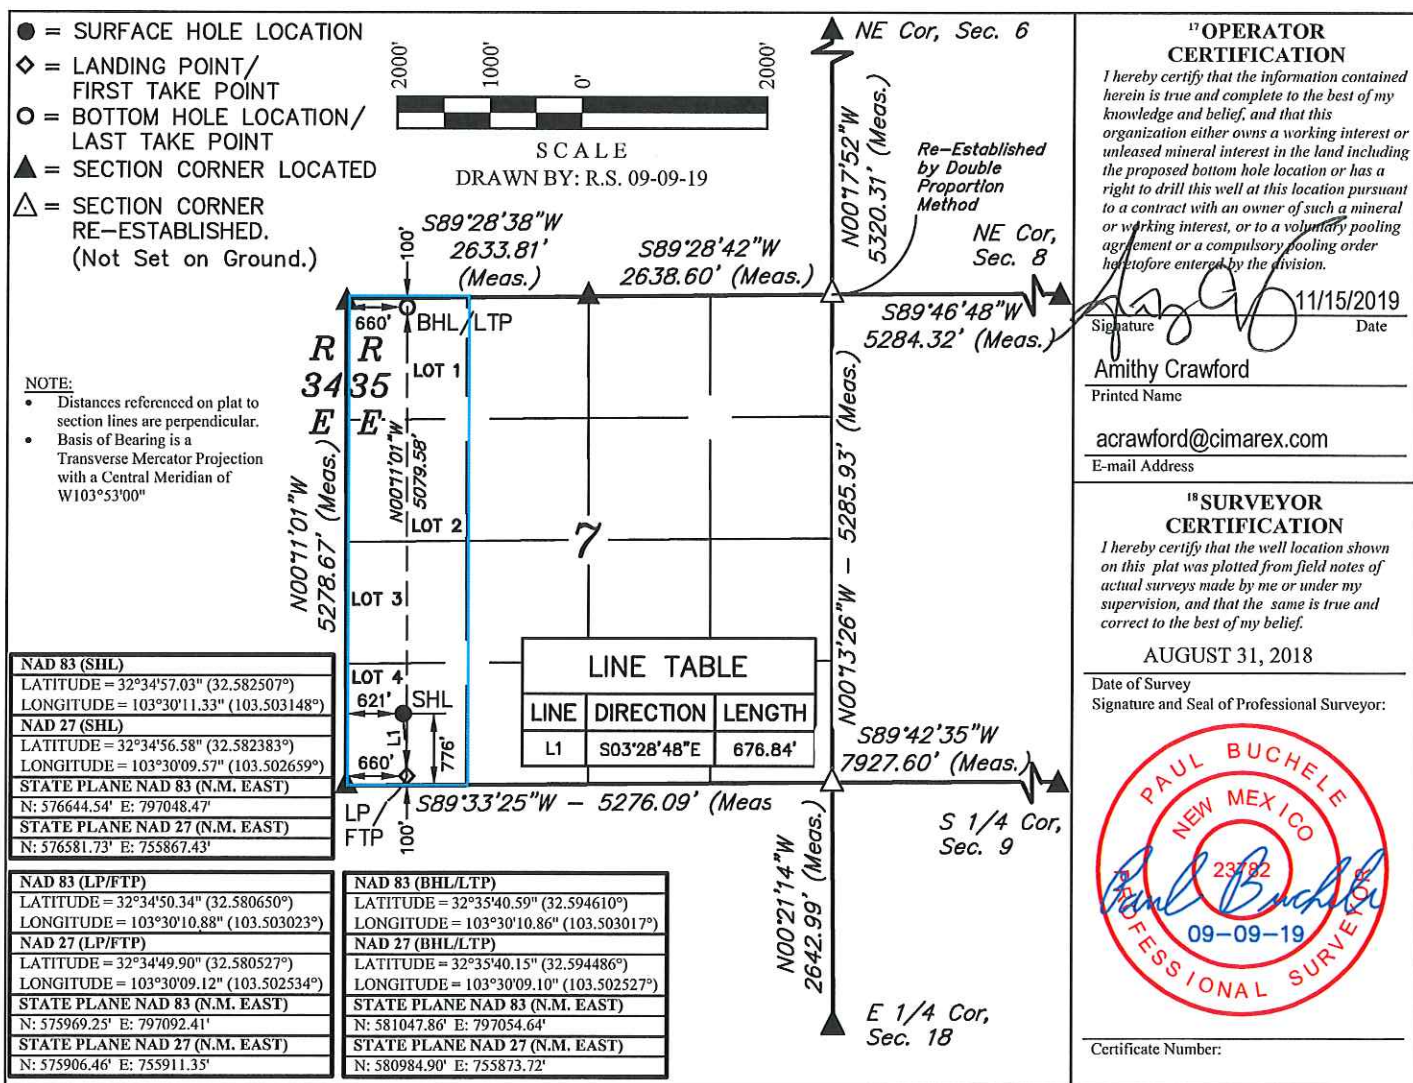 ● = SURFACE HOLE LOCATION
◇ = LANDING POINT/
FIRST TAKE POINT
○ = BOTTOM HOLE LOCATION/
LAST TAKE POINT
▲ = SECTION CORNER LOCATED
△ = SECTION CORNER
RE-ESTABLISHED.
(Not Set on Ground.)
2000'
1000'
0'
2000'
SCALE
DRAWN BY: R.S. 09-09-19
NE Cor, Sec. 6
N00°17'52"W
5320.31' (Meas.)
Re-Established
by Double
Proportion
Method
NE Cor,
Sec. 8
S89°28'38"W
2633.81'
(Meas.)
S89°28'42"W
2638.60' (Meas.)
S89°46'48"W
5284.32' (Meas.)
100'
660'
BHL/LTP
R R
34 35
E E
LOT 1
N00°11'01"W
5079.58'
LOT 2
7
LOT 3
LOT 4
N00°11'01"W
5278.67' (Meas.)
N00°13'26"W - 5285.93' (Meas.)
621'
SHL
L1
776'
660'
LP/
FTP
100'
S89°33'25"W - 5276.09' (Meas
S89°42'35"W
7927.60' (Meas.)
S 1/4 Cor,
Sec. 9
N00°21'14"W
2642.99' (Meas.)
E 1/4 Cor,
Sec. 18
NOTE:
• Distances referenced on plat to
section lines are perpendicular.
• Basis of Bearing is a
Transverse Mercator Projection
with a Central Meridian of
W103°53'00"
LINE TABLE
LINE DIRECTION LENGTH
L1 S03°28'48"E 676.84'
NAD 83 (SHL)
LATITUDE = 32°34'57.03" (32.582507°)
LONGITUDE = 103°30'11.33" (103.503148°)
NAD 27 (SHL)
LATITUDE = 32°34'56.58" (32.582383°)
LONGITUDE = 103°30'09.57" (103.502659°)
STATE PLANE NAD 83 (N.M. EAST)
N: 576644.54' E: 797048.47'
STATE PLANE NAD 27 (N.M. EAST)
N: 576581.73' E: 755867.43'
NAD 83 (LP/FTP)
LATITUDE = 32°34'50.34" (32.580650°)
LONGITUDE = 103°30'10.88" (103.503023°)
NAD 27 (LP/FTP)
LATITUDE = 32°34'49.90" (32.580527°)
LONGITUDE = 103°30'09.12" (103.502534°)
STATE PLANE NAD 83 (N.M. EAST)
N: 575969.25' E: 797092.41'
STATE PLANE NAD 27 (N.M. EAST)
N: 575906.46' E: 755911.35'
NAD 83 (BHL/LTP)
LATITUDE = 32°35'40.59" (32.594610°)
LONGITUDE = 103°30'10.86" (103.503017°)
NAD 27 (BHL/LTP)
LATITUDE = 32°35'40.15" (32.594486°)
LONGITUDE = 103°30'09.10" (103.502527°)
STATE PLANE NAD 83 (N.M. EAST)
N: 581047.86' E: 797054.64'
STATE PLANE NAD 27 (N.M. EAST)
N: 580984.90' E: 755873.72'
17 OPERATOR
CERTIFICATION
I hereby certify that the information contained
herein is true and complete to the best of my
knowledge and belief, and that this
organization either owns a working interest or
unleased mineral interest in the land including
the proposed bottom hole location or has a
right to drill this well at this location pursuant
to a contract with an owner of such a mineral
or working interest, or to a voluntary pooling
agreement or a compulsory pooling order
heretofore entered by the division.
11/15/2019
Signature Date
Amithy Crawford
Printed Name
acrawford@cimarex.com
E-mail Address
18 SURVEYOR
CERTIFICATION
I hereby certify that the well location shown
on this plat was plotted from field notes of
actual surveys made by me or under my
supervision, and that the same is true and
correct to the best of my belief.
AUGUST 31, 2018
Date of Survey
Signature and Seal of Professional Surveyor:
PAUL BUCHELE
NEW MEXICO
23782
Paul Buchele
09-09-19
PROFESSIONAL SURVEYOR
Certificate Number: